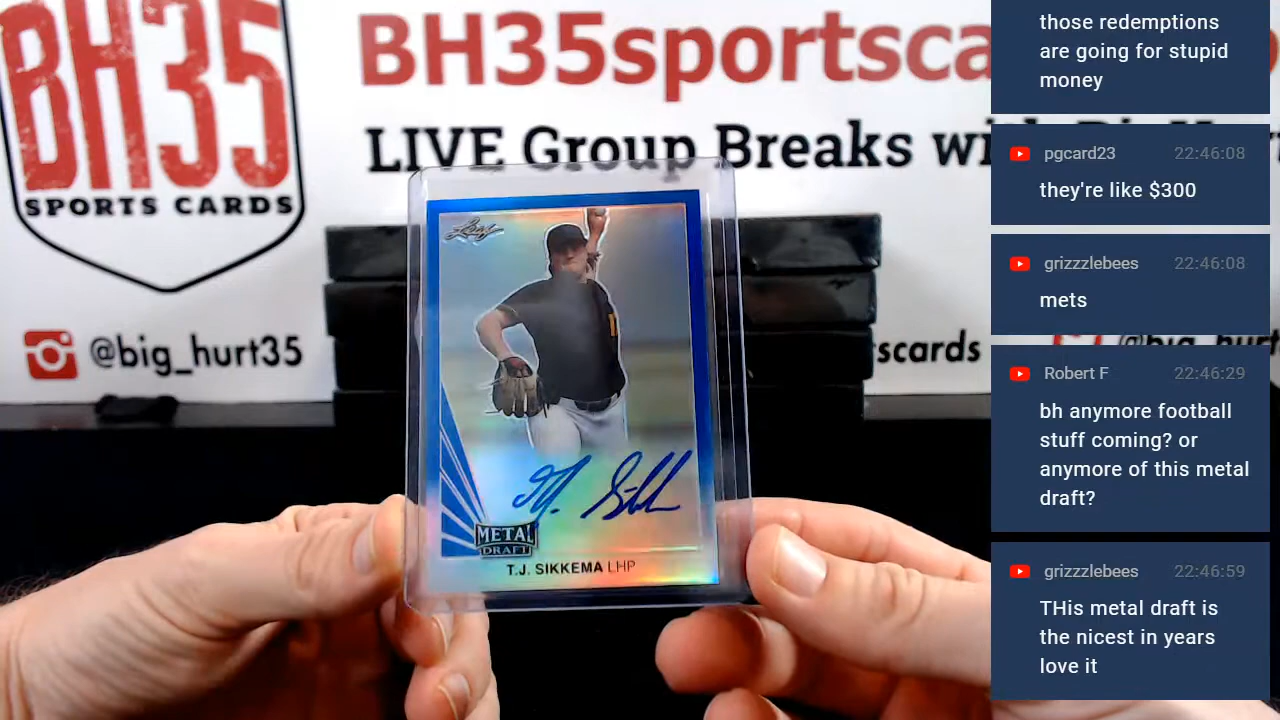 BH35
SPORTS CARDS
BH35sportsca
LIVE Group Breaks wi
@big_hurt35
scards
@big_hurt
Leaf
METAL
DRAFT
T.J. SIKKEMA LHP
those redemptions
are going for stupid
money
pgcard23 22:46:08
they're like $300
grizzzlebees 22:46:08
mets
Robert F 22:46:29
bh anymore football
stuff coming? or
anymore of this metal
draft?
grizzzlebees 22:46:59
THis metal draft is
the nicest in years
love it